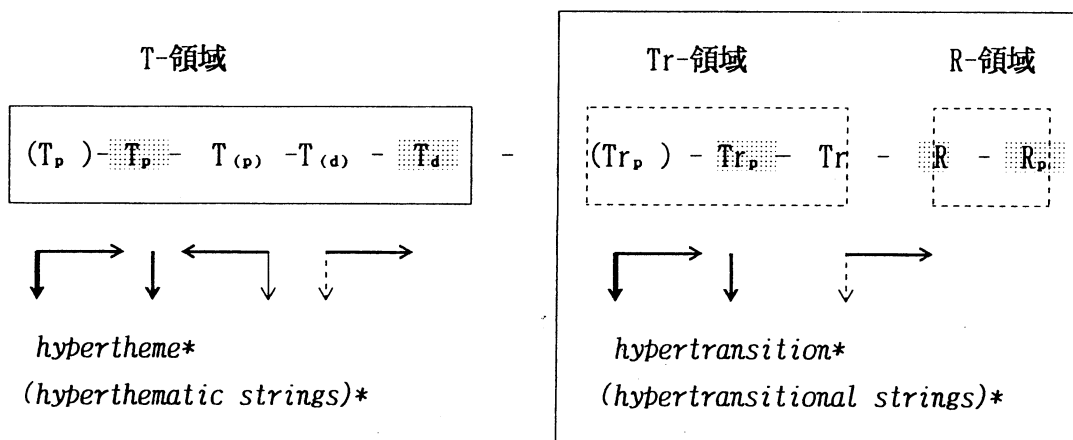 T-領域 Tr-領域 R-領域
(Tₚ)-Tₚ- T₍ₚ₎ -T₍d₎ - Td - (Trₚ) - Trₚ- Tr - R - Rₚ
hypertheme* hypertransition*
(hyperthematic strings)* (hypertransitional strings)*